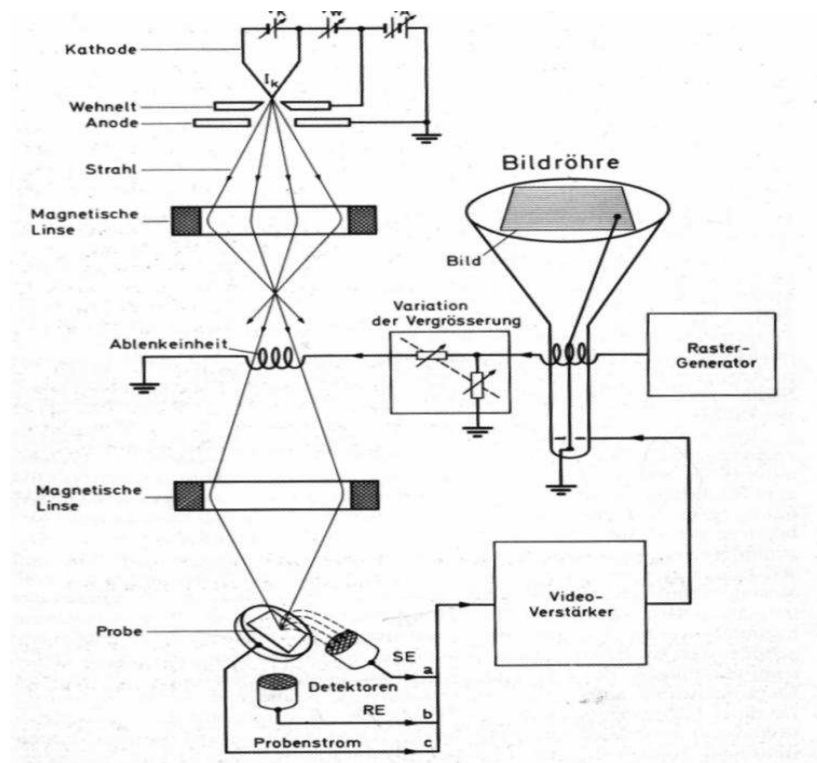 Kathode
I_k
Wehnelt
Anode
Strahl
Magnetische
Linse
Bildröhre
Bild
Variation
der Vergrösserung
Ablenkeinheit
Raster-
Generator
Magnetische
Linse
Video-
Verstärker
Probe
SE
a
Detektoren
RE
b
Probenstrom
c